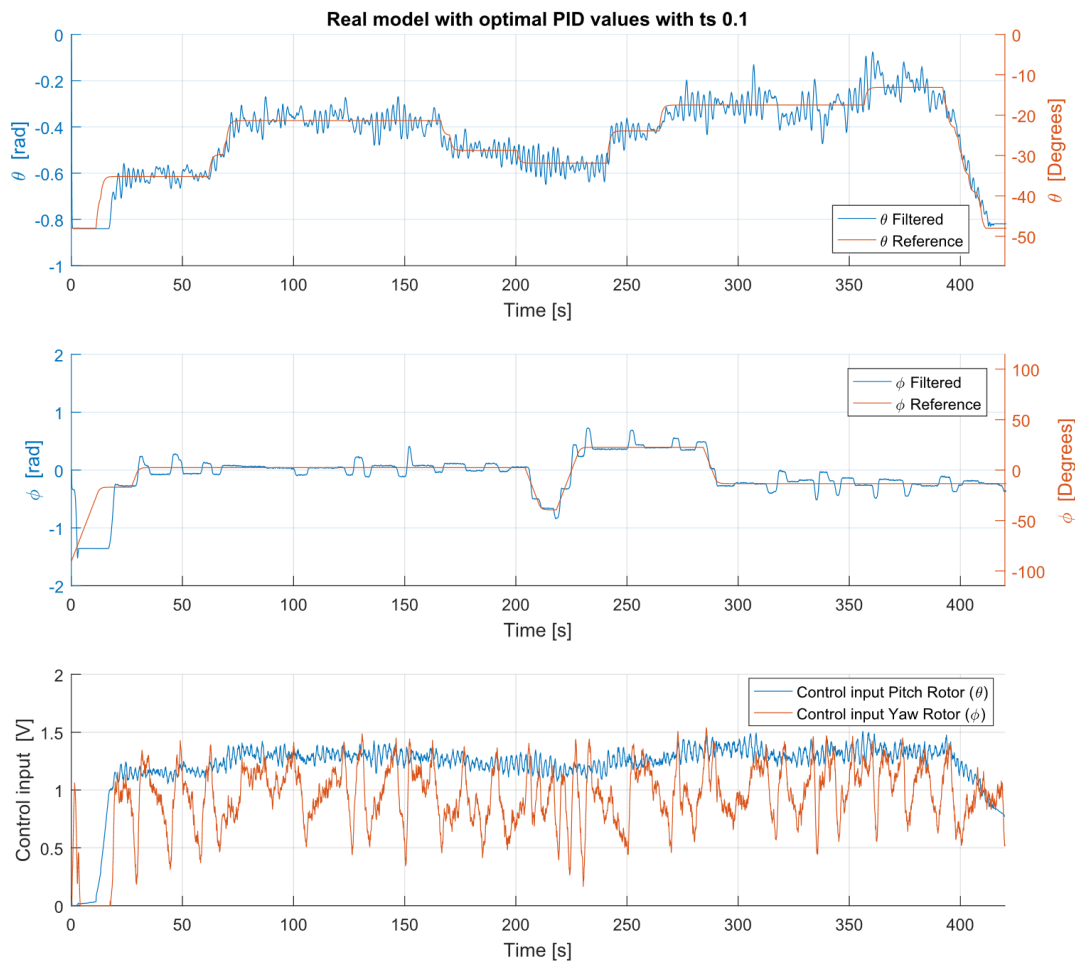 Real model with optimal PID values with ts 0.1
0
-0.2
-0.4
-0.6
-0.8
-1
θ [rad]
0
-10
-20
-30
-40
-50
θ [Degrees]
θ Filtered
θ Reference
0 50 100 150 200 250 300 350 400
Time [s]
2
1
0
-1
-2
ϕ [rad]
100
50
0
-50
-100
ϕ [Degrees]
ϕ Filtered
ϕ Reference
0 50 100 150 200 250 300 350 400
Time [s]
2
1.5
1
0.5
0
Control input [V]
Control input Pitch Rotor (θ)
Control input Yaw Rotor (ϕ)
0 50 100 150 200 250 300 350 400
Time [s]